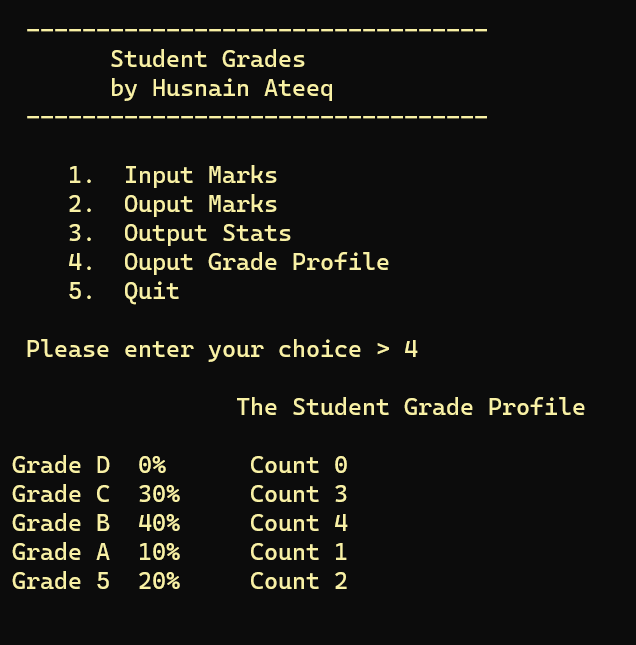 ---------------------------------
Student Grades
by Husnain Ateeq
---------------------------------
1. Input Marks
2. Ouput Marks
3. Output Stats
4. Ouput Grade Profile
5. Quit
Please enter your choice > 4
The Student Grade Profile
Grade D 0% Count 0
Grade C 30% Count 3
Grade B 40% Count 4
Grade A 10% Count 1
Grade 5 20% Count 2